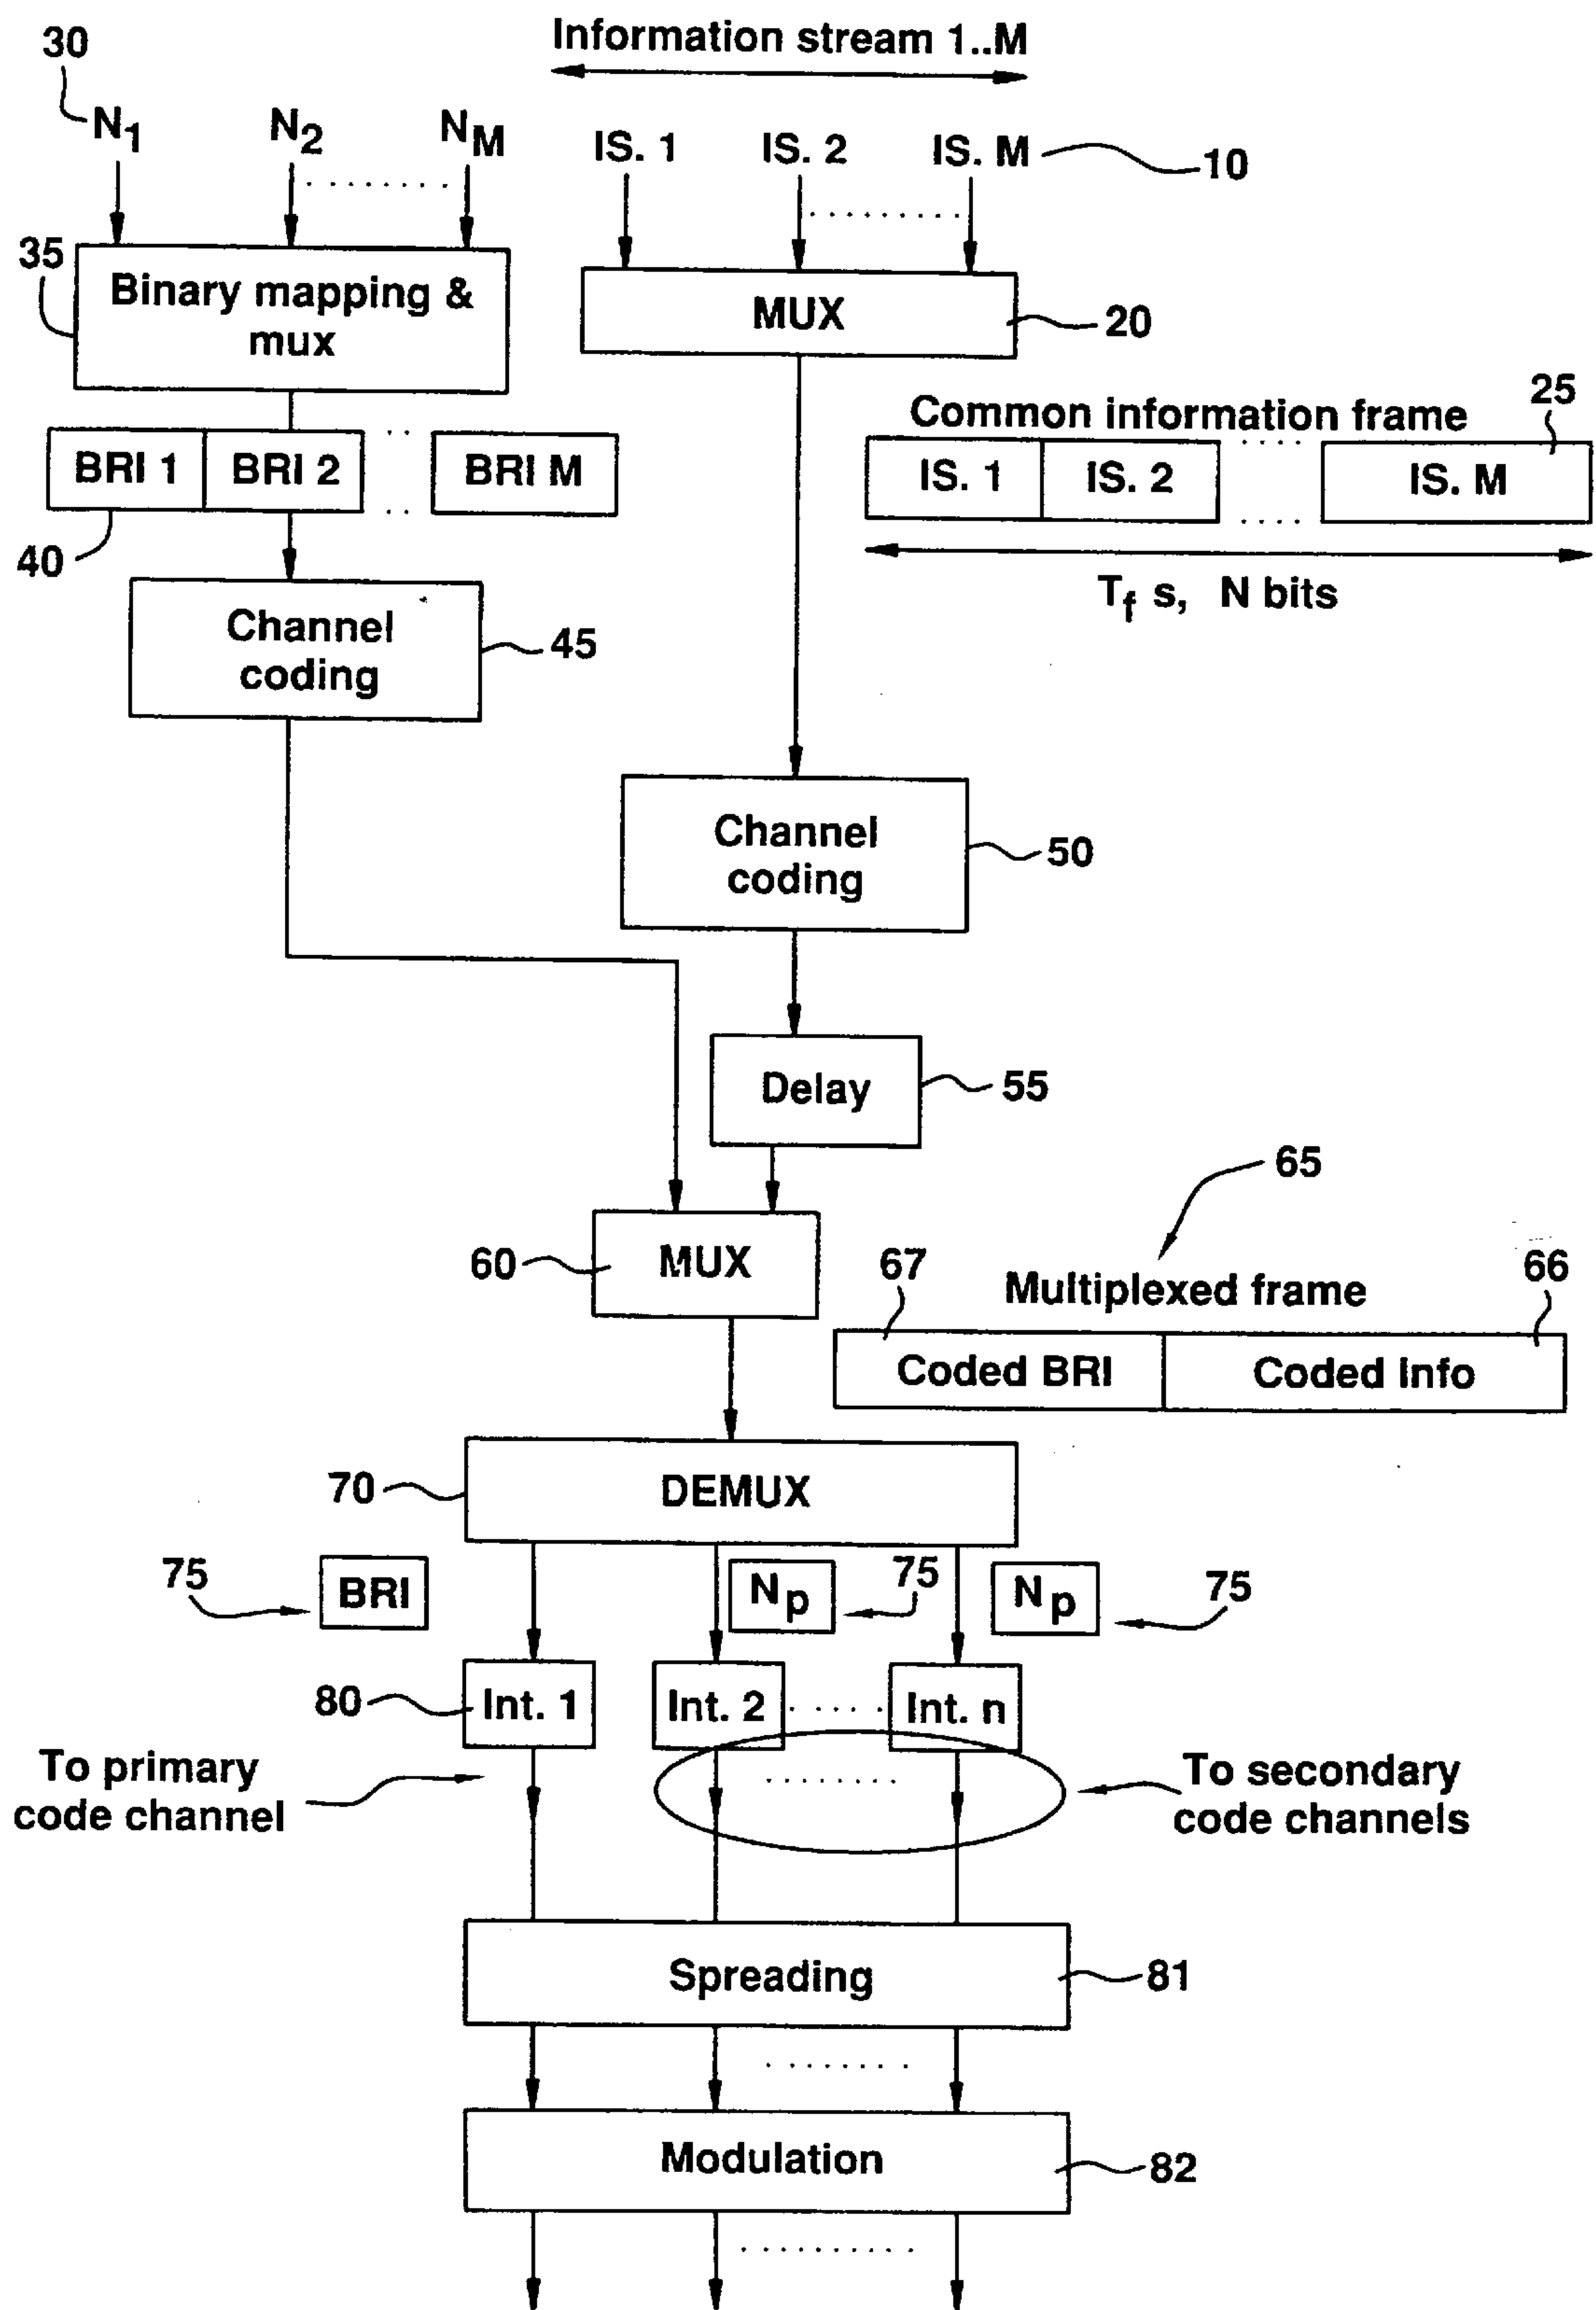 30
Information stream 1..M
N1
N2
NM
IS. 1
IS. 2
IS. M
10
35
Binary mapping &
mux
MUX
20
Common information frame
25
BRI 1
BRI 2
BRI M
IS. 1
IS. 2
IS. M
40
Tf s, N bits
Channel
coding
45
Channel
coding
50
Delay
55
65
60
MUX
67
Multiplexed frame
66
Coded BRI
Coded Info
70
DEMUX
75
BRI
Np
75
Np
75
80
Int. 1
Int. 2
Int. n
To primary
code channel
To secondary
code channels
Spreading
81
Modulation
82